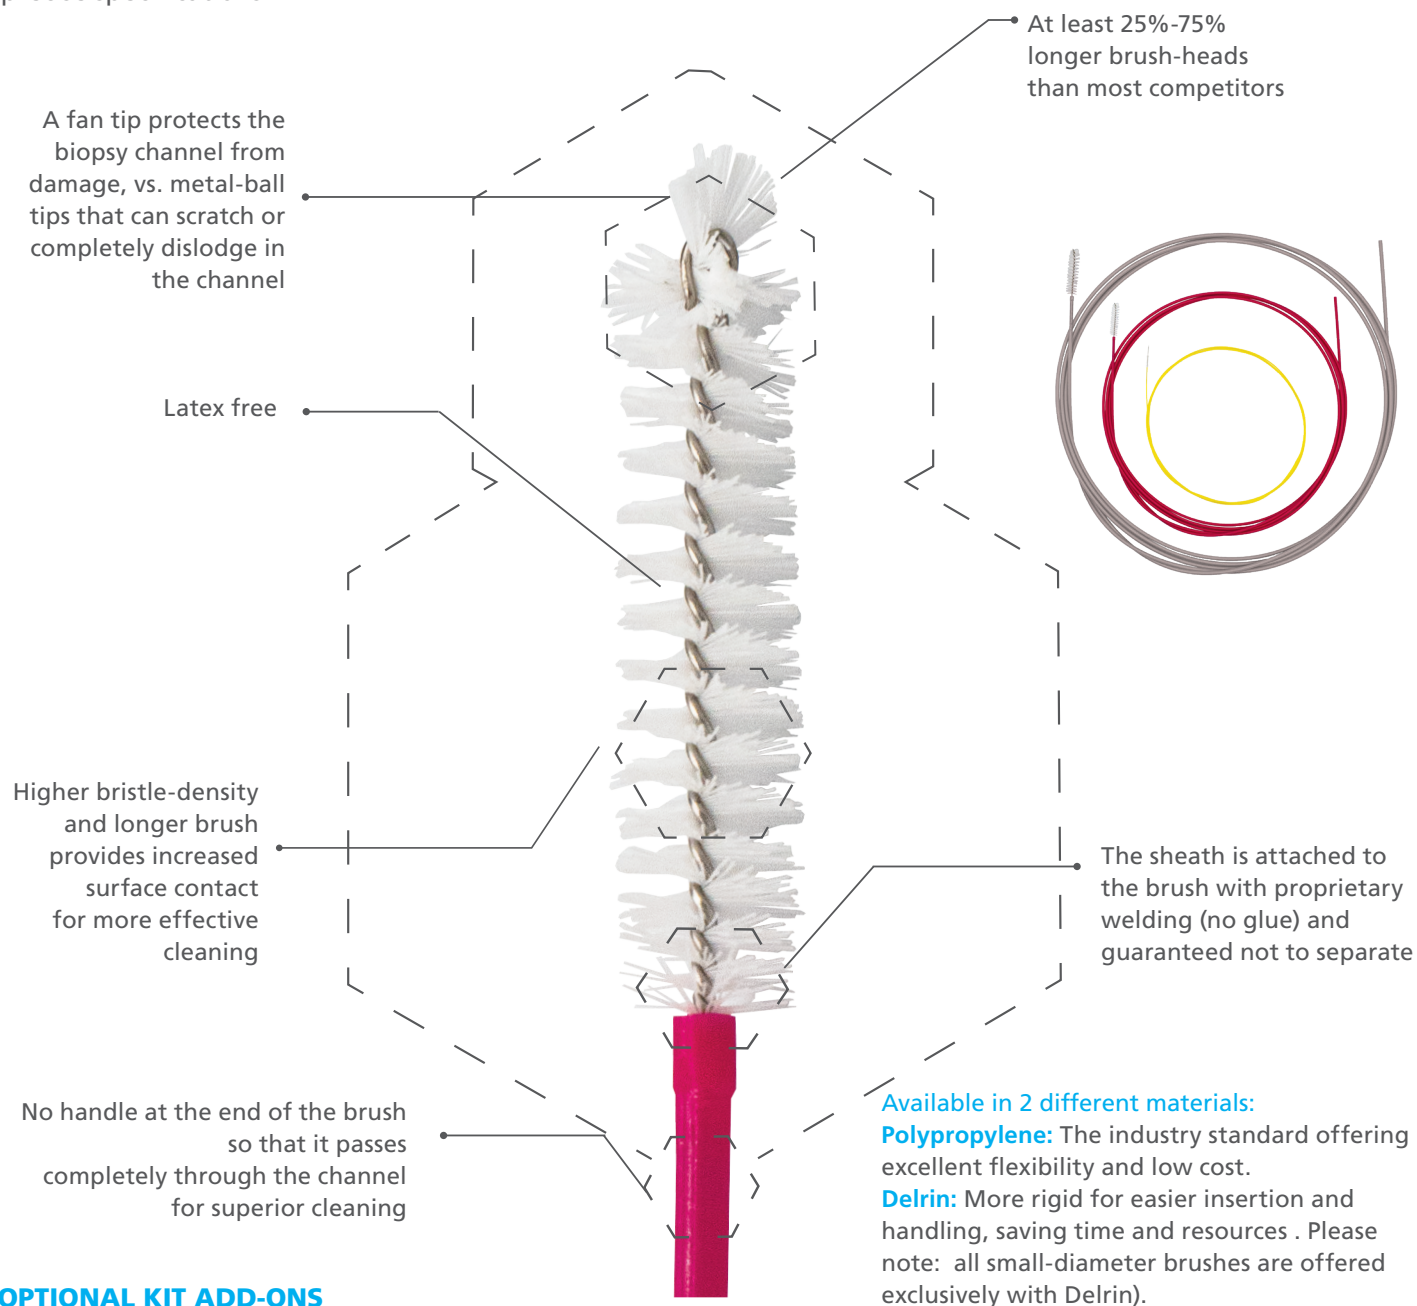 At least 25%-75%
longer brush-heads
than most competitors
A fan tip protects the
biopsy channel from
damage, vs. metal-ball
tips that can scratch or
completely dislodge in
the channel
Latex free
Higher bristle-density
and longer brush
provides increased
surface contact
for more effective
cleaning
The sheath is attached to
the brush with proprietary
welding (no glue) and
guaranteed not to separate
No handle at the end of the brush
so that it passes
completely through the channel
for superior cleaning
Available in 2 different materials:
Polypropylene: The industry standard offering
excellent flexibility and low cost.
Delrin: More rigid for easier insertion and
handling, saving time and resources . Please
note:  all small-diameter brushes are offered
exclusively with Delrin).
OPTIONAL KIT ADD-ONS